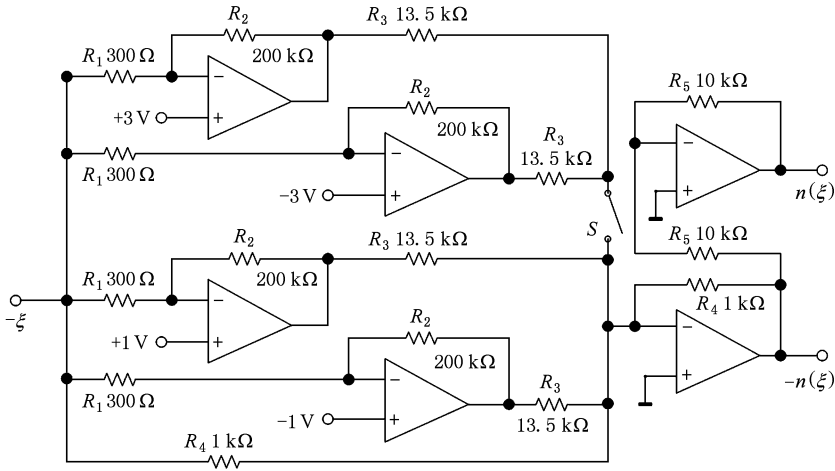 R₂
R₃ 13.5 kΩ
R₁ 300 Ω
200 kΩ
−
+3 V
+
R₂
R₅ 10 kΩ
200 kΩ
R₃
−
−
R₁ 300 Ω
13.5 kΩ
−3 V
+
+
n(ξ)
S
R₂
R₃ 13.5 kΩ
R₅ 10 kΩ
R₁ 300 Ω
200 kΩ
−
R₄ 1 kΩ
−ξ
R₂
−
+1 V
+
200 kΩ
−n(ξ)
−
R₃
+
R₁ 300 Ω
−1 V
+
13.5 kΩ
R₄ 1 kΩ